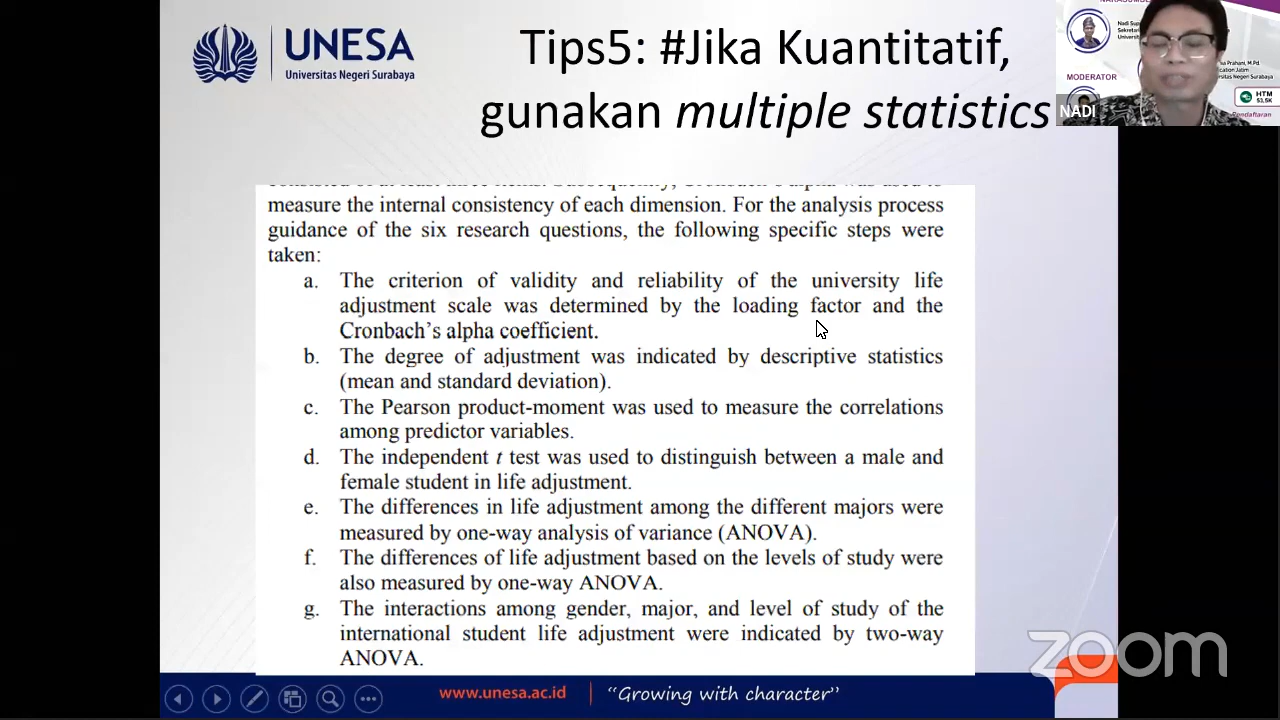 UNESA
Universitas Negeri Surabaya
Tips5: #Jika Kuantitatif,
gunakan multiple statistics
measure the internal consistency of each dimension. For the analysis process
guidance of the six research questions, the following specific steps were
taken:
a. The criterion of validity and reliability of the university life
adjustment scale was determined by the loading factor and the
Cronbach's alpha coefficient.
b. The degree of adjustment was indicated by descriptive statistics
(mean and standard deviation).
c. The Pearson product-moment was used to measure the correlations
among predictor variables.
d. The independent t test was used to distinguish between a male and
female student in life adjustment.
e. The differences in life adjustment among the different majors were
measured by one-way analysis of variance (ANOVA).
f. The differences of life adjustment based on the levels of study were
also measured by one-way ANOVA.
g. The interactions among gender, major, and level of study of the
international student life adjustment were indicated by two-way
ANOVA.
www.unesa.ac.id
“Growing with character”
zoom
MODERATOR
NADI
HTM
53,5K
Pendaftaran